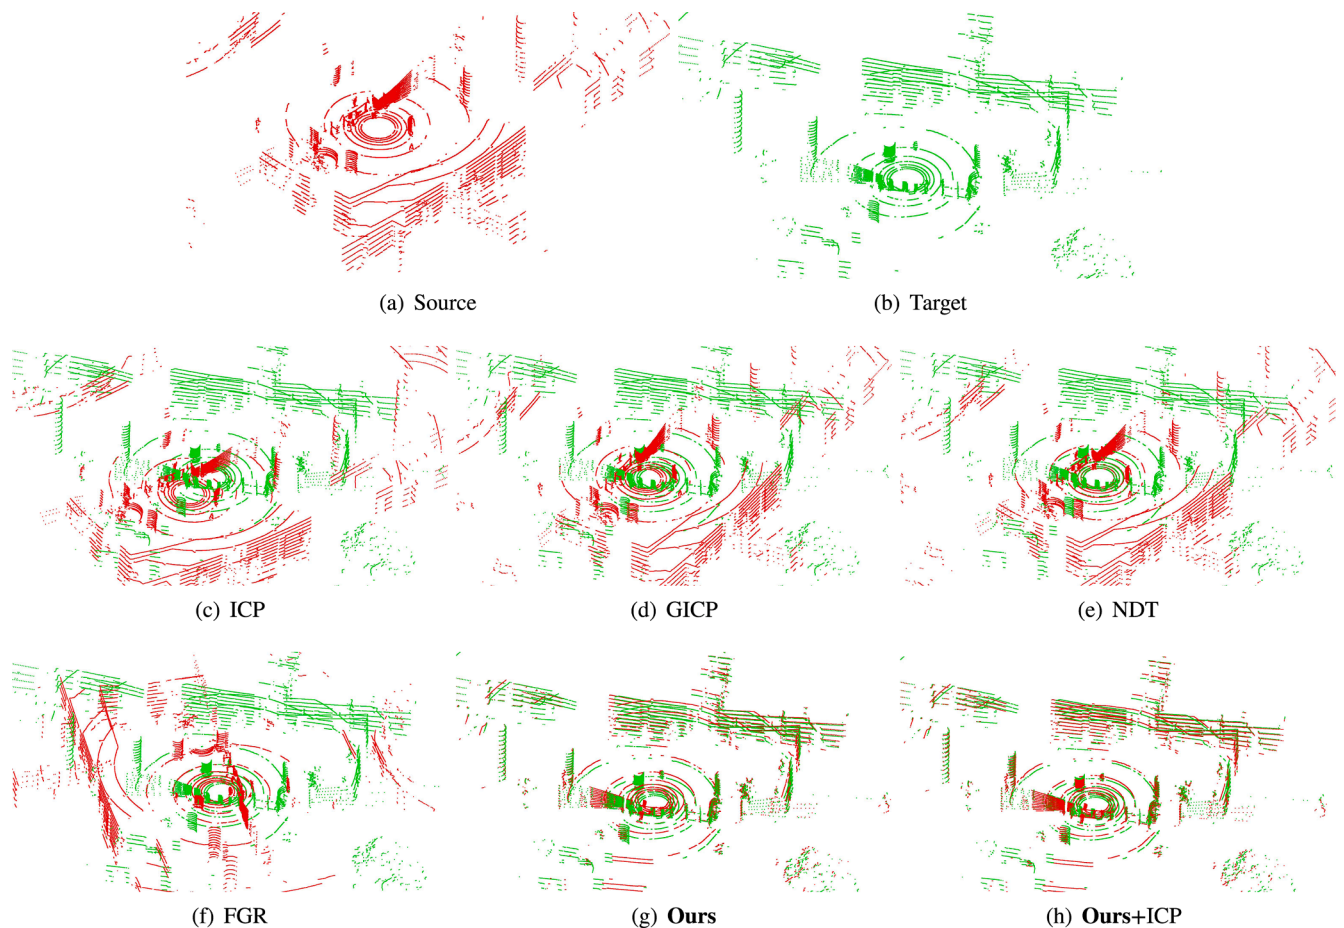 (a) Source
(b) Target
(c) ICP
(d) GICP
(e) NDT
(f) FGR
(g) Ours
(h) Ours+ICP